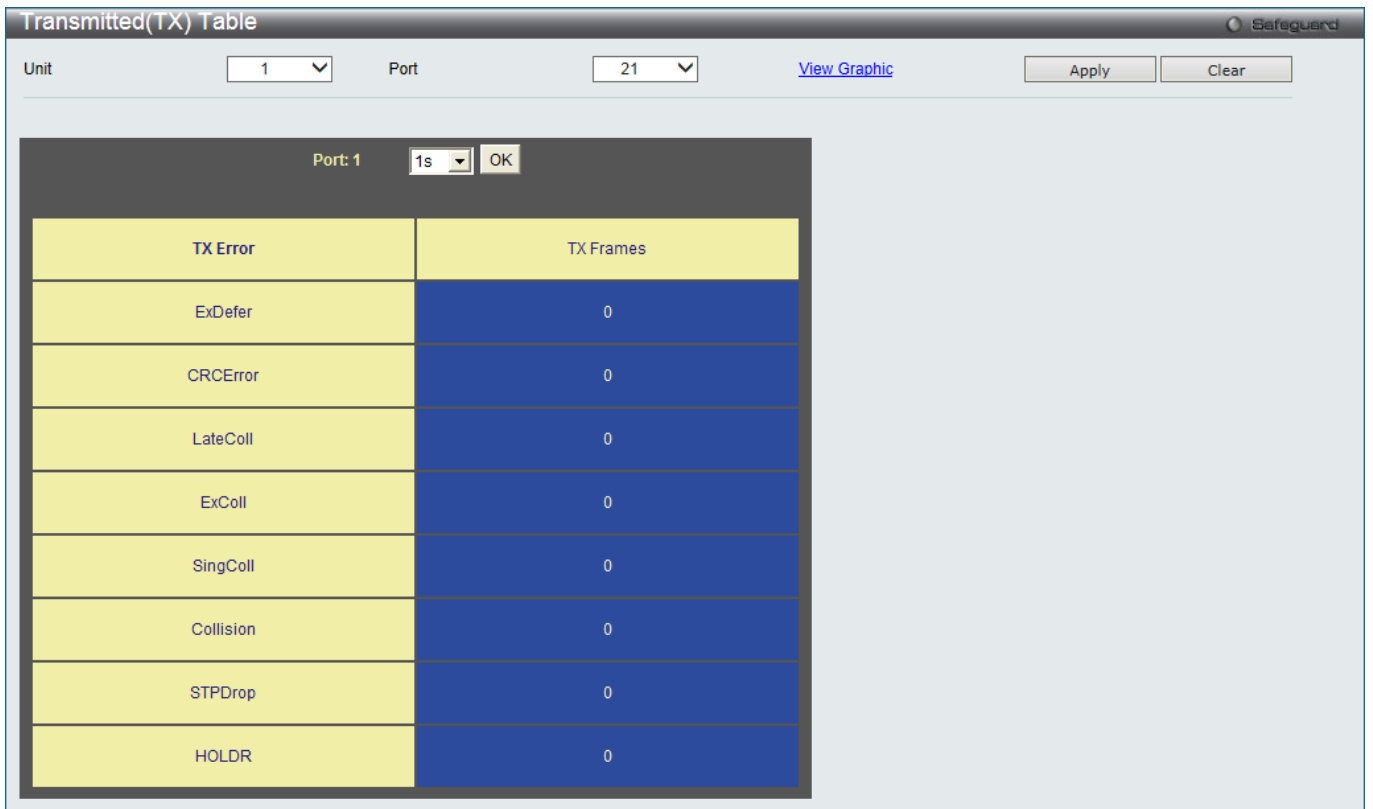 Transmitted(TX) Table
Safeguard
Unit 1 Port 21 View Graphic Apply Clear
Port: 1 1s OK
TX Error TX Frames
ExDefer 0
CRCError 0
LateColl 0
ExColl 0
SingColl 0
Collision 0
STPDrop 0
HOLDR 0